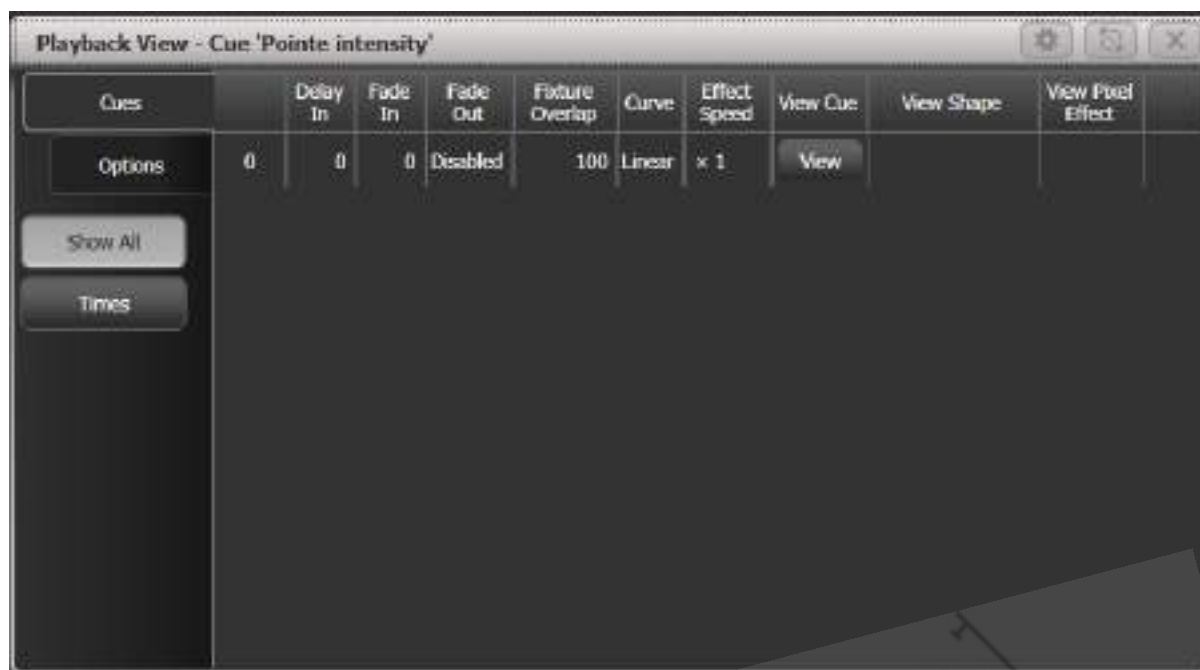 Playback View - Cue 'Pointe intensity'
Cues
Delay In
Fade In
Fade Out
Fixture Overlap
Curve
Effect Speed
View Cue
View Shape
View Pixel Effect
Options
0 0 0 Disabled 100 Linear × 1 View
Show All
Times